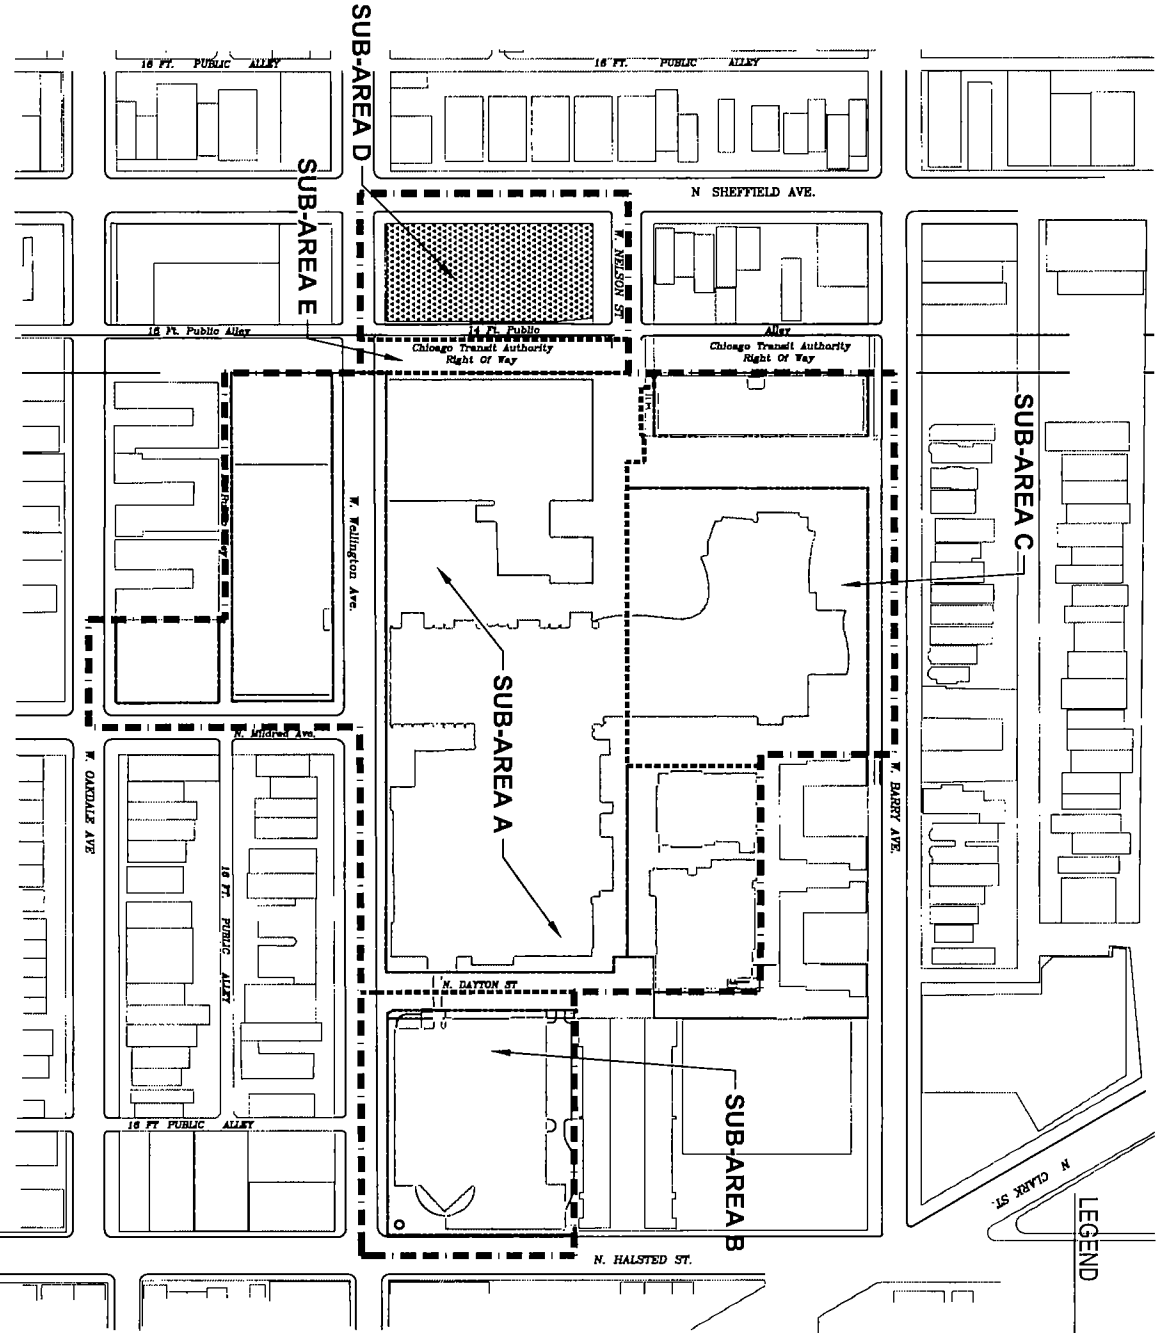 16 FT. PUBLIC ALLEY
16 FT. PUBLIC ALLEY
SUB-AREA D
SUB-AREA E
N SHEFFIELD AVE.
W. NELSON ST
16 Ft. Public Alley
14 Ft. Public
Alley
Chicago Transit Authority
Right Of Way
Chicago Transit Authority
Right Of Way
SUB-AREA C
W. Wellington Ave.
SUB-AREA A
N. Mildred Ave.
W. OAKDALE AVE
W. BARRY AVE.
16 FT. PUBLIC ALLEY
N. DAYTON ST
SUB-AREA B
16 FT PUBLIC ALLEY
N CLARK ST.
LEGEND
N. HALSTED ST.